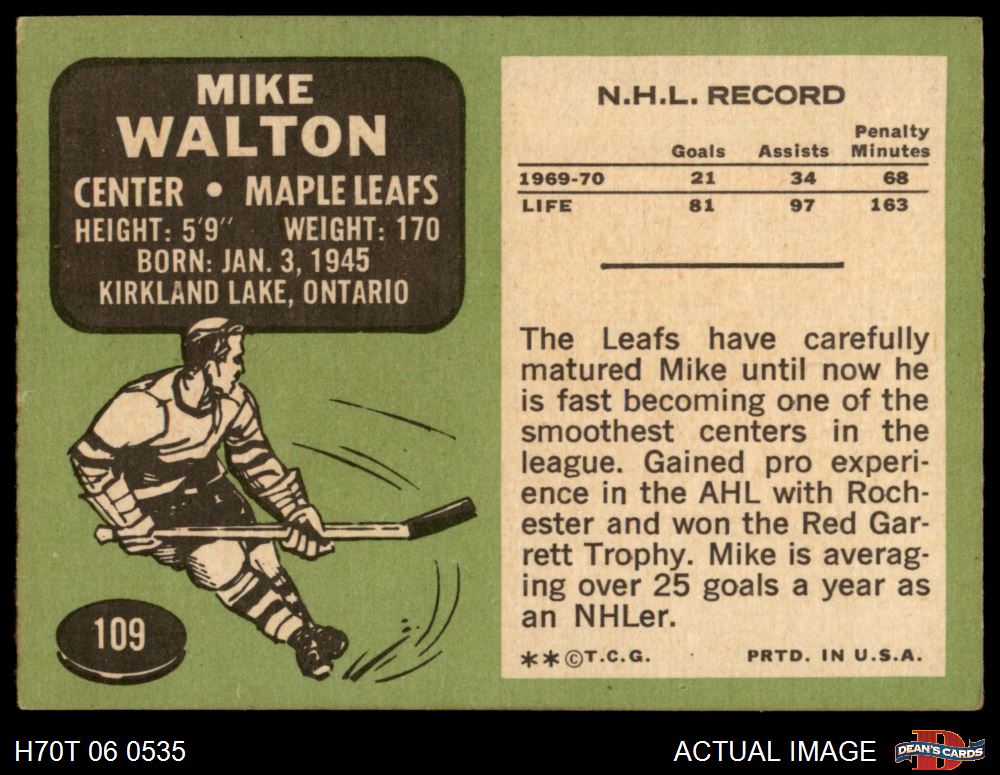 MIKE
WALTON
CENTER • MAPLE LEAFS
HEIGHT: 5'9" WEIGHT: 170
BORN: JAN. 3, 1945
KIRKLAND LAKE, ONTARIO
109
N.H.L. RECORD
Goals Assists Penalty Minutes
1969-70 21 34 68
LIFE 81 97 163
The Leafs have carefully
matured Mike until now he
is fast becoming one of the
smoothest centers in the
league. Gained pro experi-
ence in the AHL with Roch-
ester and won the Red Gar-
rett Trophy. Mike is averag-
ing over 25 goals a year as
an NHLer.
**©T.C.G. PRTD. IN U.S.A.
H70T 06 0535
ACTUAL IMAGE
D
DEAN'S CARDS